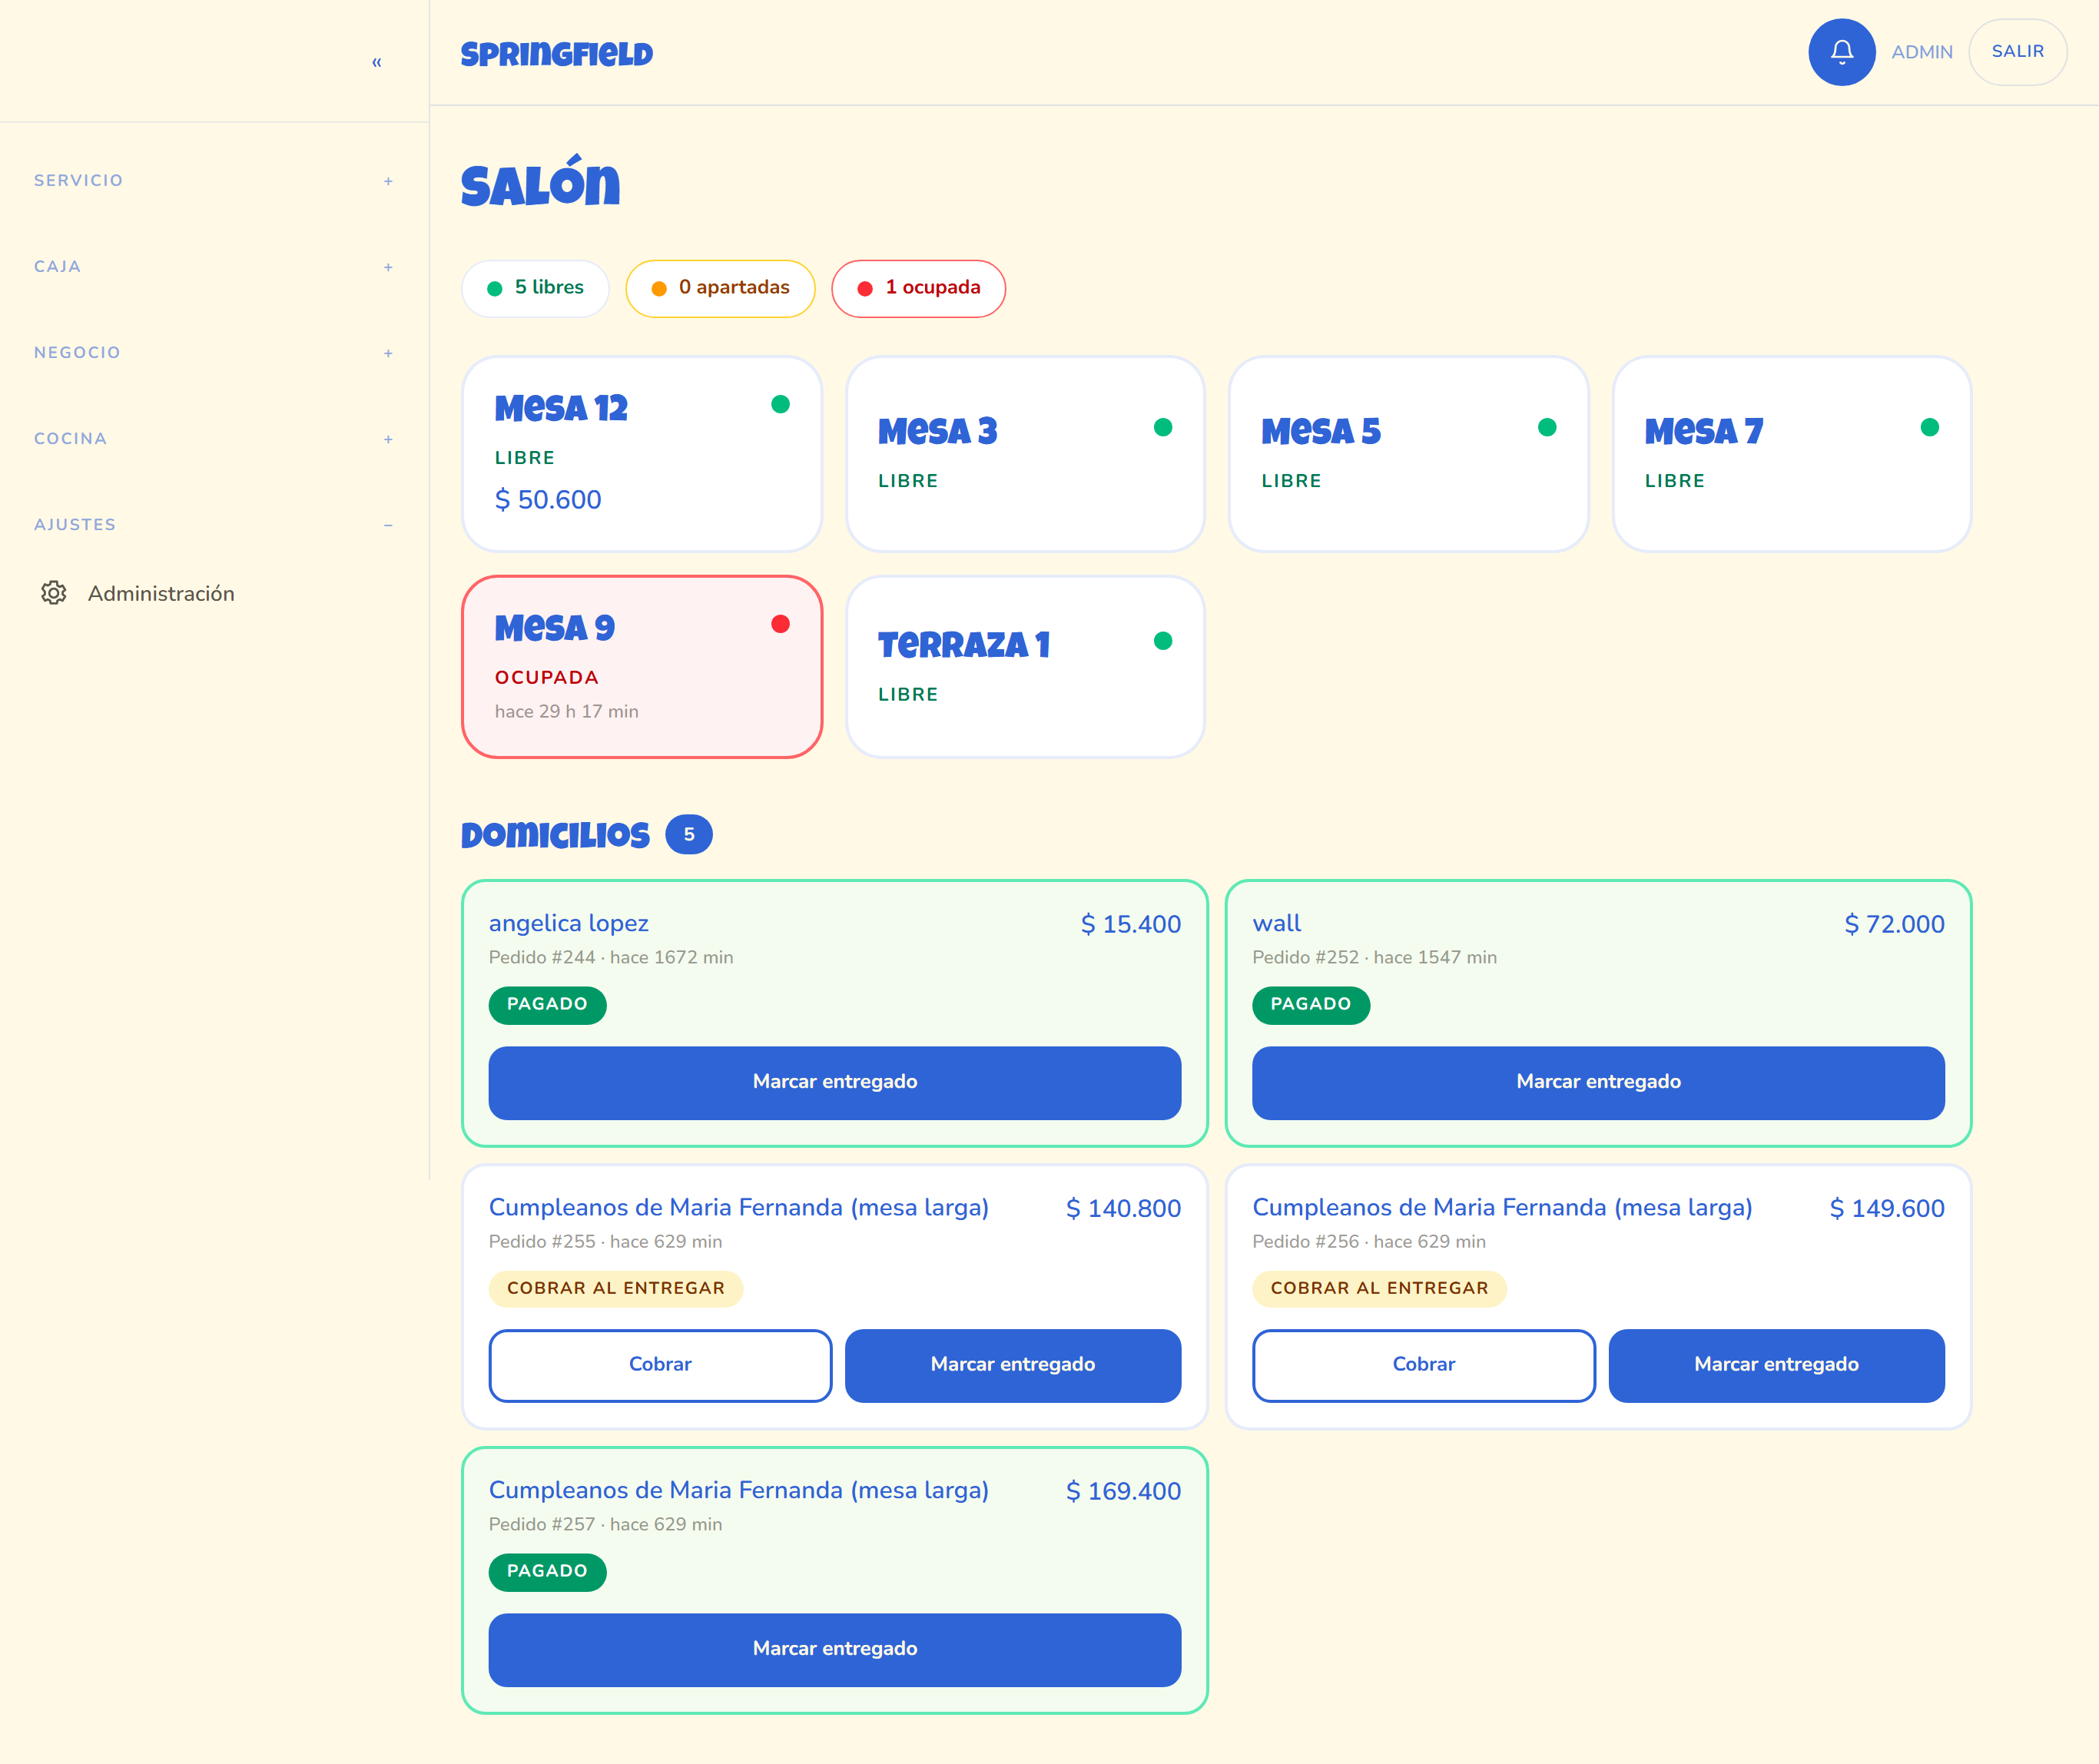 «
SPRINGFIELD
ADMIN
SALIR
SERVICIO +
CAJA +
NEGOCIO +
COCINA +
AJUSTES −
Administración
SALÓN
5 libres
0 apartadas
1 ocupada
Mesa 12
LIBRE
$ 50.600
Mesa 3
LIBRE
Mesa 5
LIBRE
Mesa 7
LIBRE
Mesa 9
OCUPADA
hace 29 h 17 min
Terraza 1
LIBRE
Domicilios 5
angelica lopez $ 15.400
Pedido #244 · hace 1672 min
PAGADO
Marcar entregado
wall $ 72.000
Pedido #252 · hace 1547 min
PAGADO
Marcar entregado
Cumpleanos de Maria Fernanda (mesa larga) $ 140.800
Pedido #255 · hace 629 min
COBRAR AL ENTREGAR
Cobrar Marcar entregado
Cumpleanos de Maria Fernanda (mesa larga) $ 149.600
Pedido #256 · hace 629 min
COBRAR AL ENTREGAR
Cobrar Marcar entregado
Cumpleanos de Maria Fernanda (mesa larga) $ 169.400
Pedido #257 · hace 629 min
PAGADO
Marcar entregado